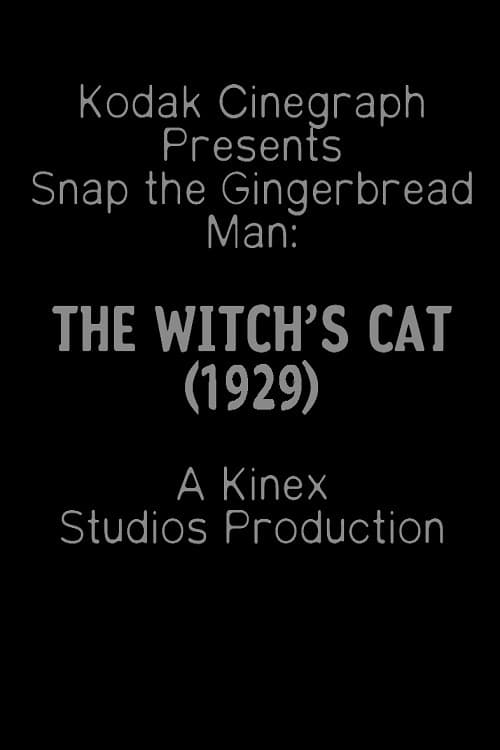 Kodak Cinegraph
Presents
Snap the Gingerbread
Man:
THE WITCH'S CAT
(1929)
A Kinex
Studios Production